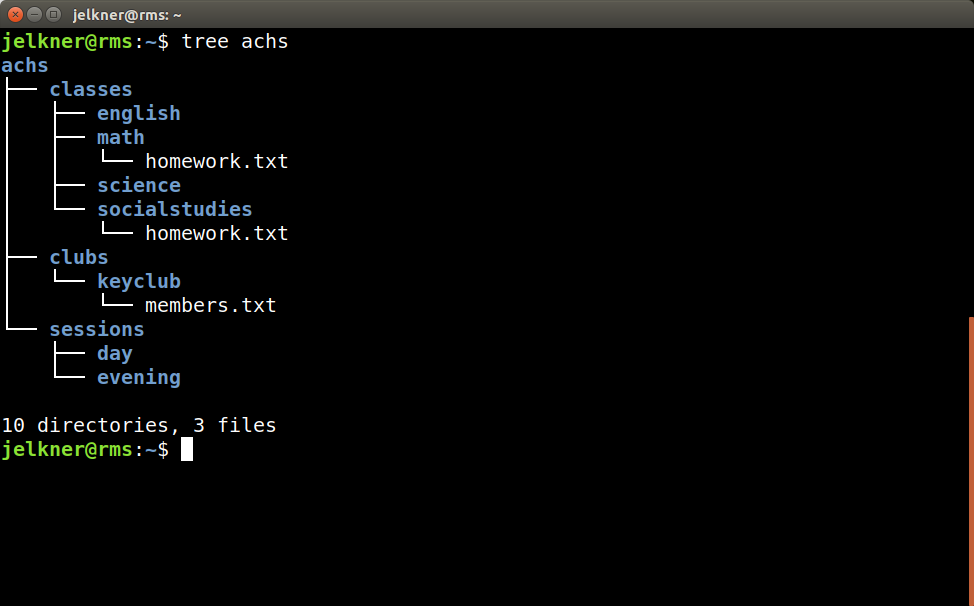 jelkner@rms: ~
jelkner@rms:~$ tree achs
achs
├── classes
│   ├── english
│   ├── math
│   │   └── homework.txt
│   ├── science
│   └── socialstudies
│       └── homework.txt
├── clubs
│   └── keyclub
│       └── members.txt
└── sessions
    ├── day
    └── evening

10 directories, 3 files
jelkner@rms:~$